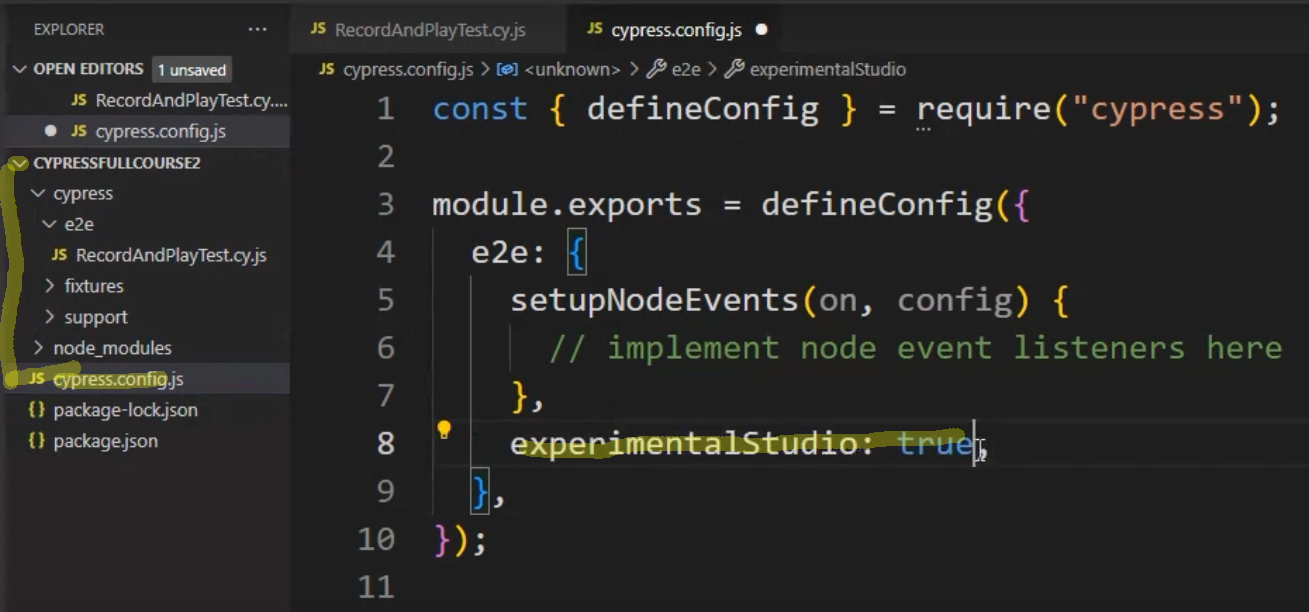 EXPLORER ...
OPEN EDITORS 1 unsaved
JS RecordAndPlayTest.cy....
● JS cypress.config.js
CYPRESSFULLCOURSE2
cypress
e2e
JS RecordAndPlayTest.cy.js
fixtures
support
node_modules
JS cypress.config.js
{} package-lock.json
{} package.json
JS RecordAndPlayTest.cy.js JS cypress.config.js ●
JS cypress.config.js > <unknown> > e2e > experimentalStudio
1 const { defineConfig } = require("cypress");
2
3 module.exports = defineConfig({
4 e2e: {
5 setupNodeEvents(on, config) {
6 // implement node event listeners here
7 },
8 experimentalStudio: true,
9 },
10 });
11